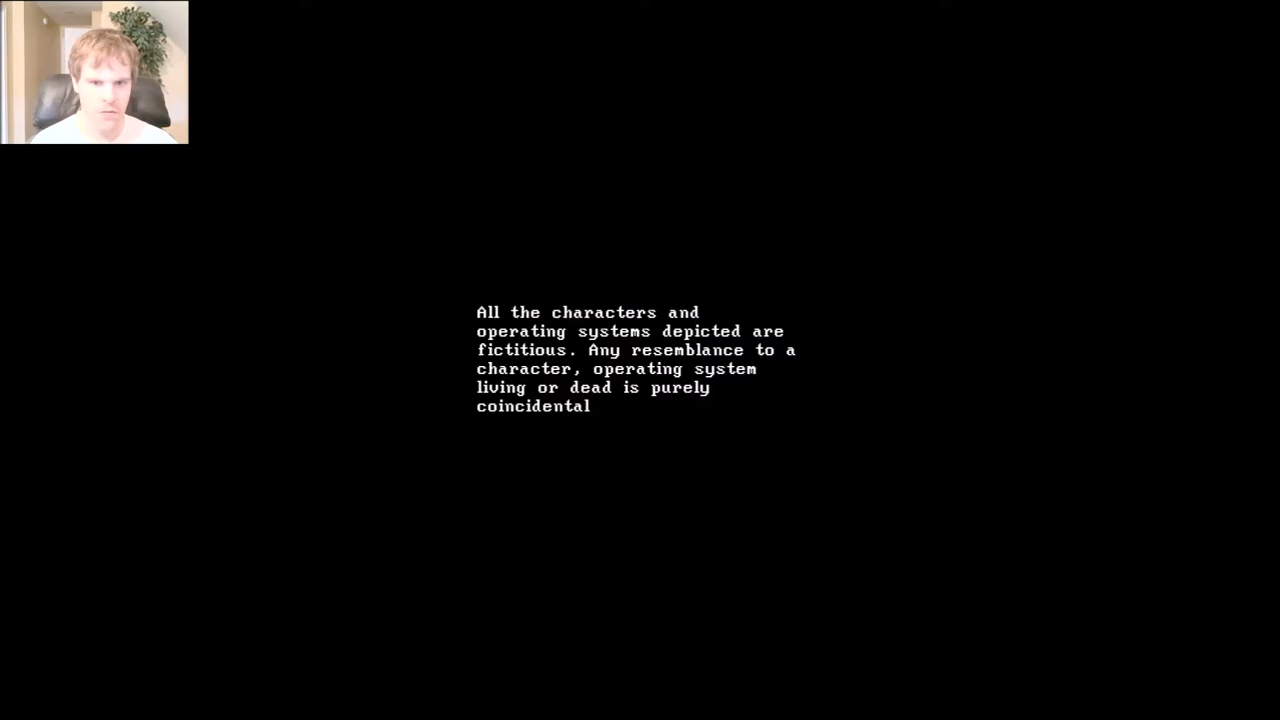 All the characters and
operating systems depicted are
fictitious. Any resemblance to a
character, operating system
living or dead is purely
coincidental